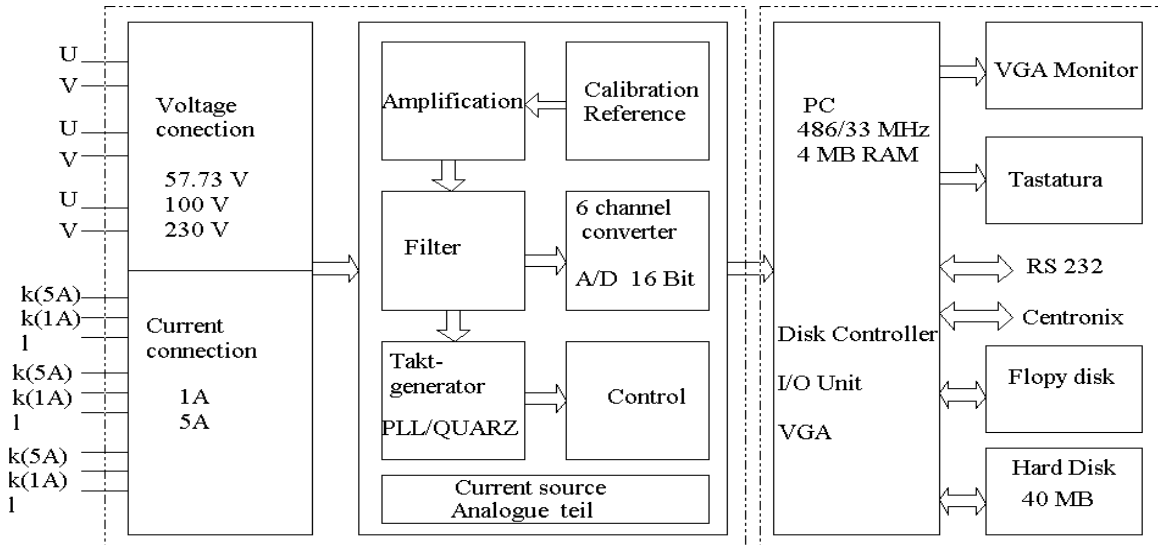 U
V
U
V
U
V
k(5A)
k(1A)
l
k(5A)
k(1A)
l
k(5A)
k(1A)
l
Voltage
conection
57.73 V
100 V
230 V
Current
connection
1A
5A
Amplification
Calibration
Reference
Filter
6 channel
converter
A/D 16 Bit
Takt-
generator
PLL/QUARZ
Control
Current source
Analogue teil
PC
486/33 MHz
4 MB RAM
Disk Controller
I/O Unit
VGA
VGA Monitor
Tastatura
RS 232
Centronix
Flopy disk
Hard Disk
40 MB